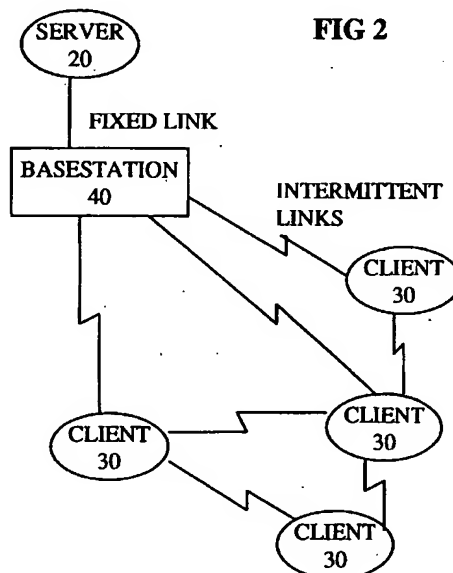 FIG 2
SERVER
20
FIXED LINK
BASESTATION
40
INTERMITTENT
LINKS
CLIENT
30
CLIENT
30
CLIENT
30
CLIENT
30